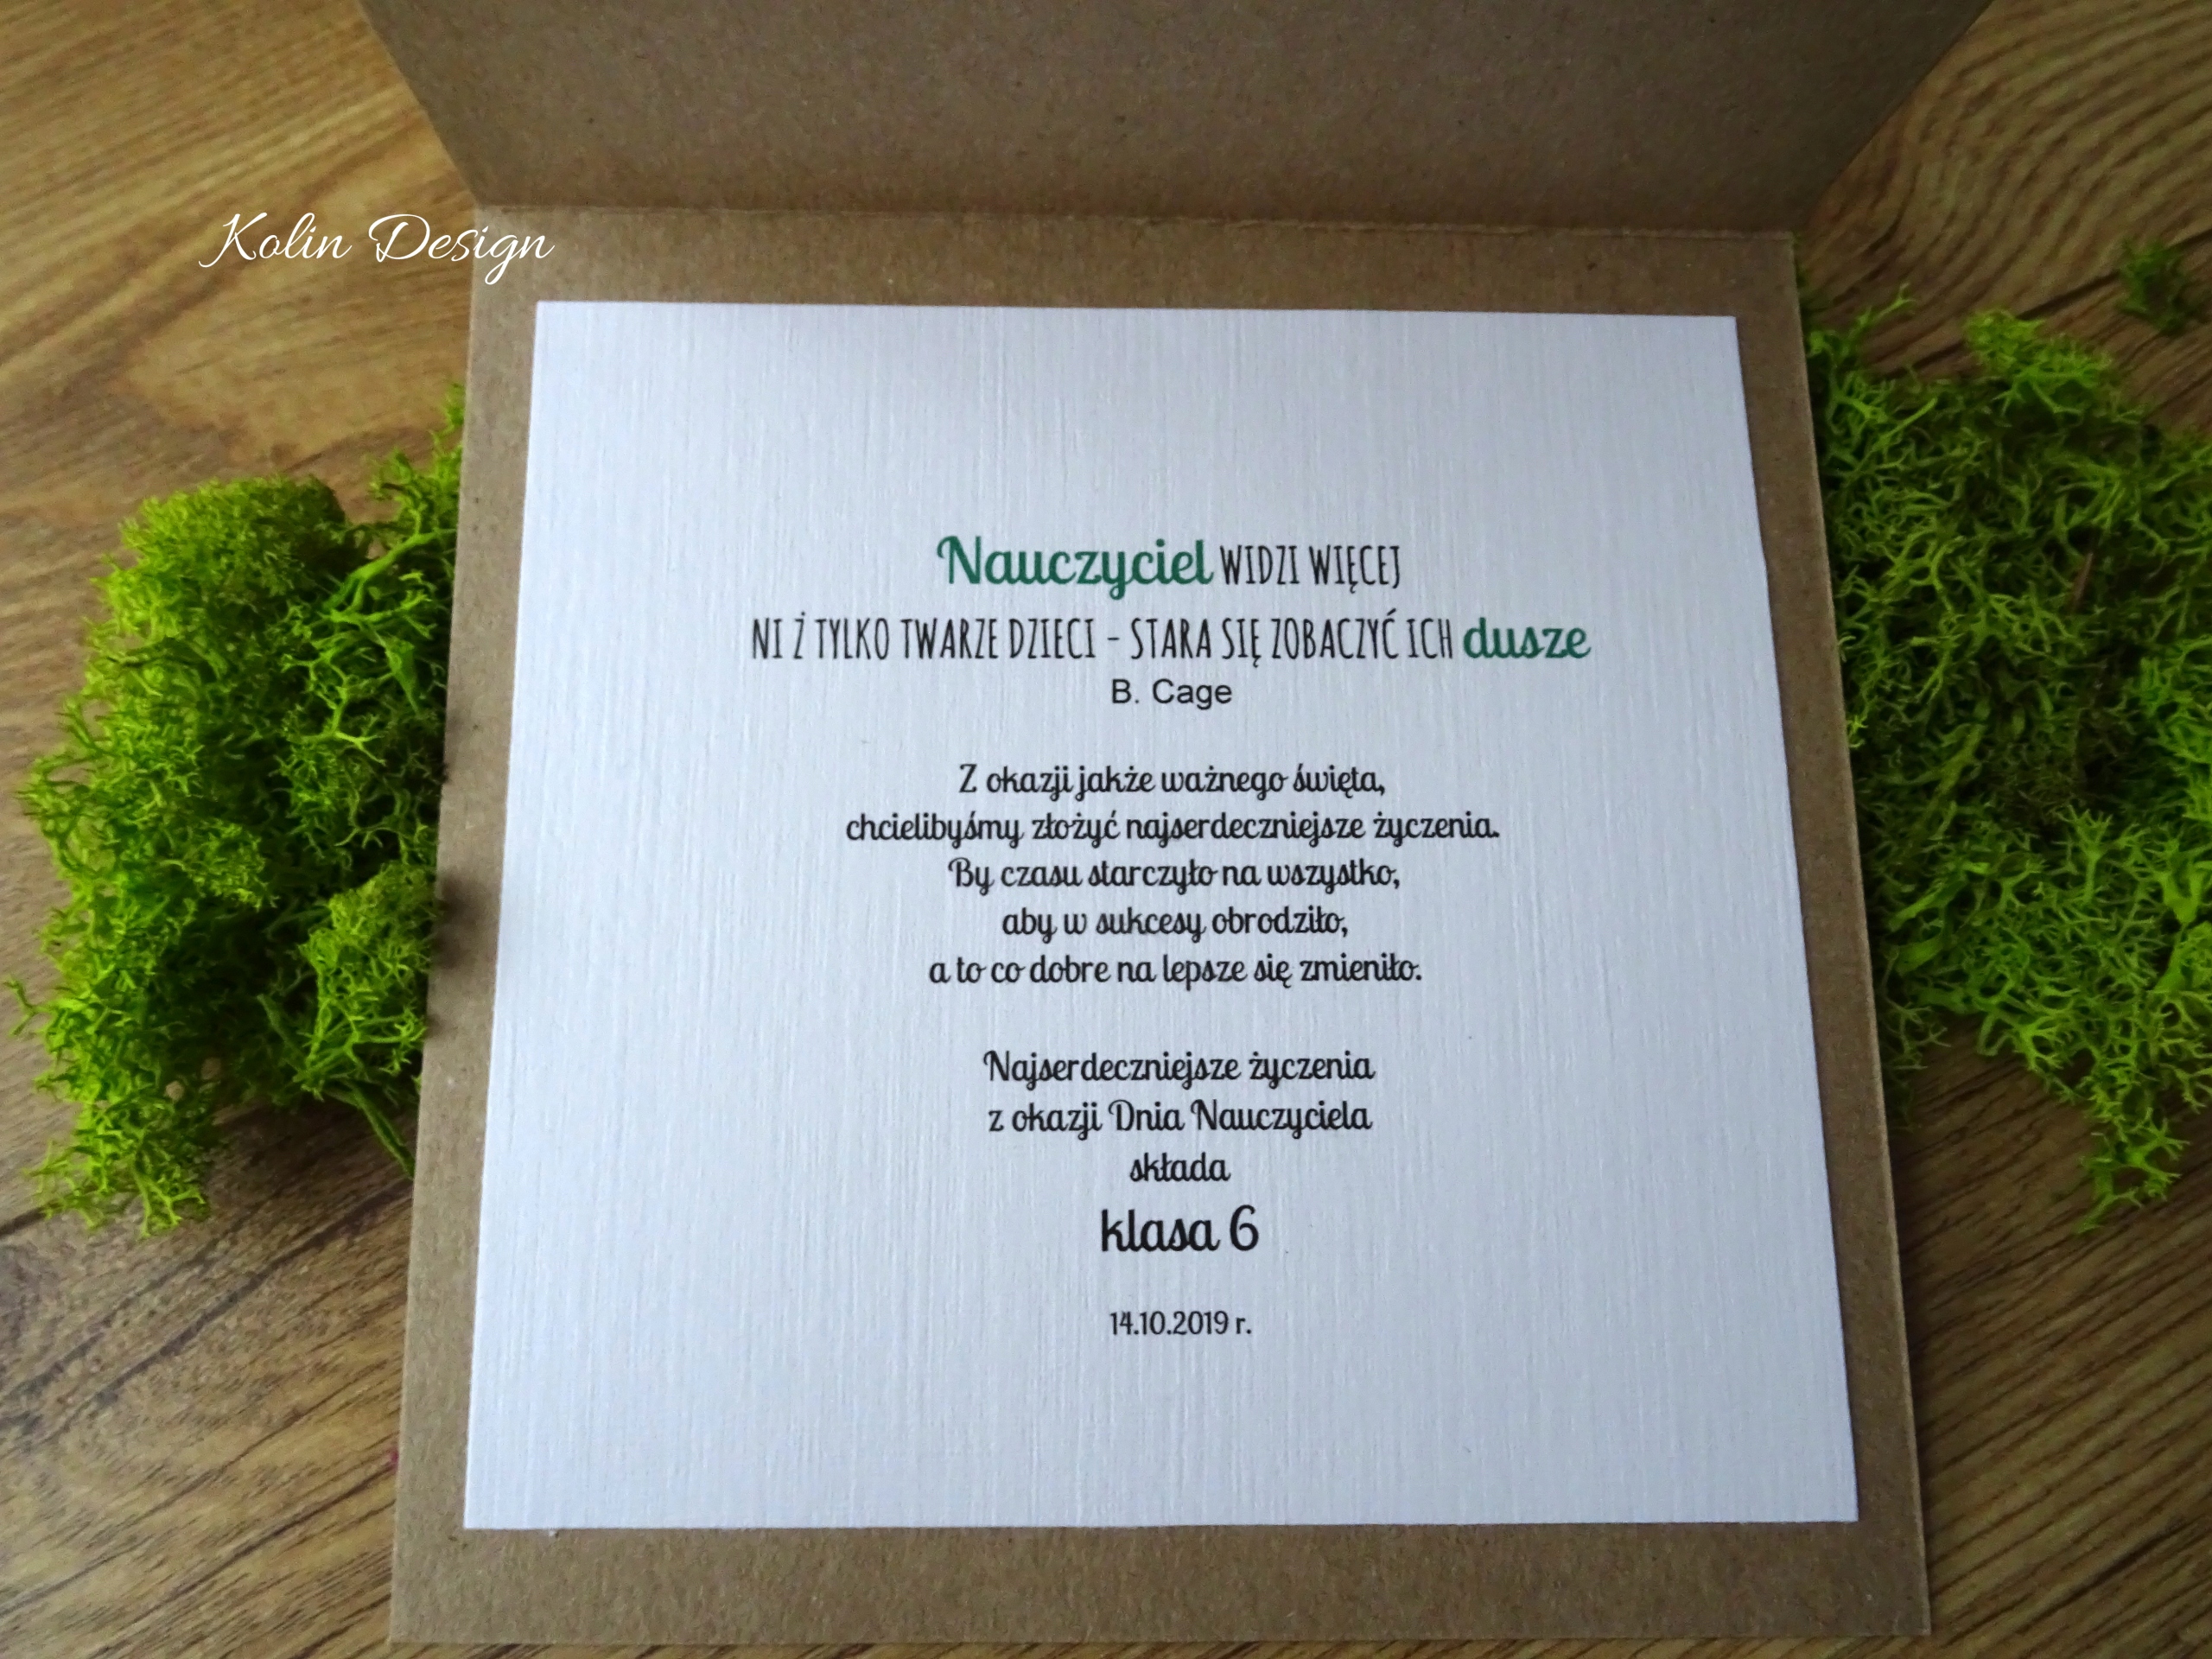 Kolin Design
Nauczyciel WIDZI WIĘCEJ
NI Ż TYLKO TWARZE DZIECI - STARA SIĘ ZOBACZYĆ ICH dusze
B. Cage
Z okazji jakże ważnego święta,
chcielibyśmy złożyć najserdeczniejsze życzenia.
By czasu starczyło na wszystko,
aby w sukcesy obrodziło,
a to co dobre na lepsze się zmieniło.
Najserdeczniejsze życzenia
z okazji Dnia Nauczyciela
składa
klasa 6
14.10.2019 r.